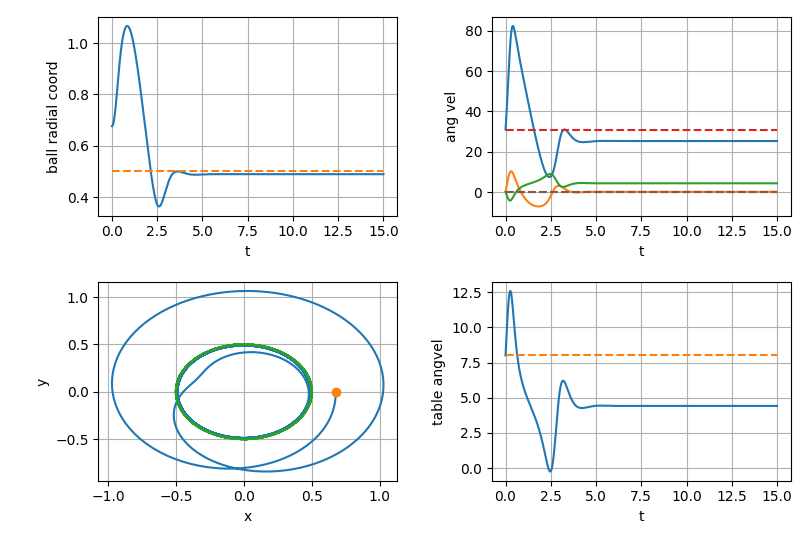 ball radial coord
1.0
0.8
0.6
0.4
0.0 2.5 5.0 7.5 10.0 12.5 15.0
t
ang vel
80
60
40
20
0
0.0 2.5 5.0 7.5 10.0 12.5 15.0
t
y
1.0
0.5
0.0
−0.5
−1.0 −0.5 0.0 0.5 1.0
x
table angvel
12.5
10.0
7.5
5.0
2.5
0.0
0.0 2.5 5.0 7.5 10.0 12.5 15.0
t